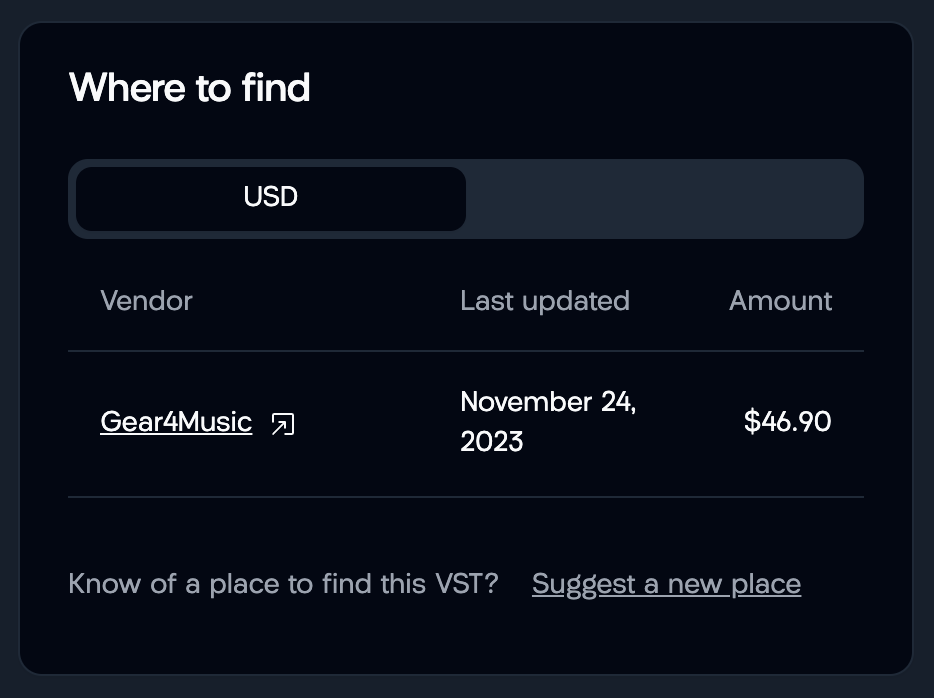 Where to find
USD
Vendor Last updated Amount
Gear4Music November 24, 2023 $46.90
Know of a place to find this VST? Suggest a new place